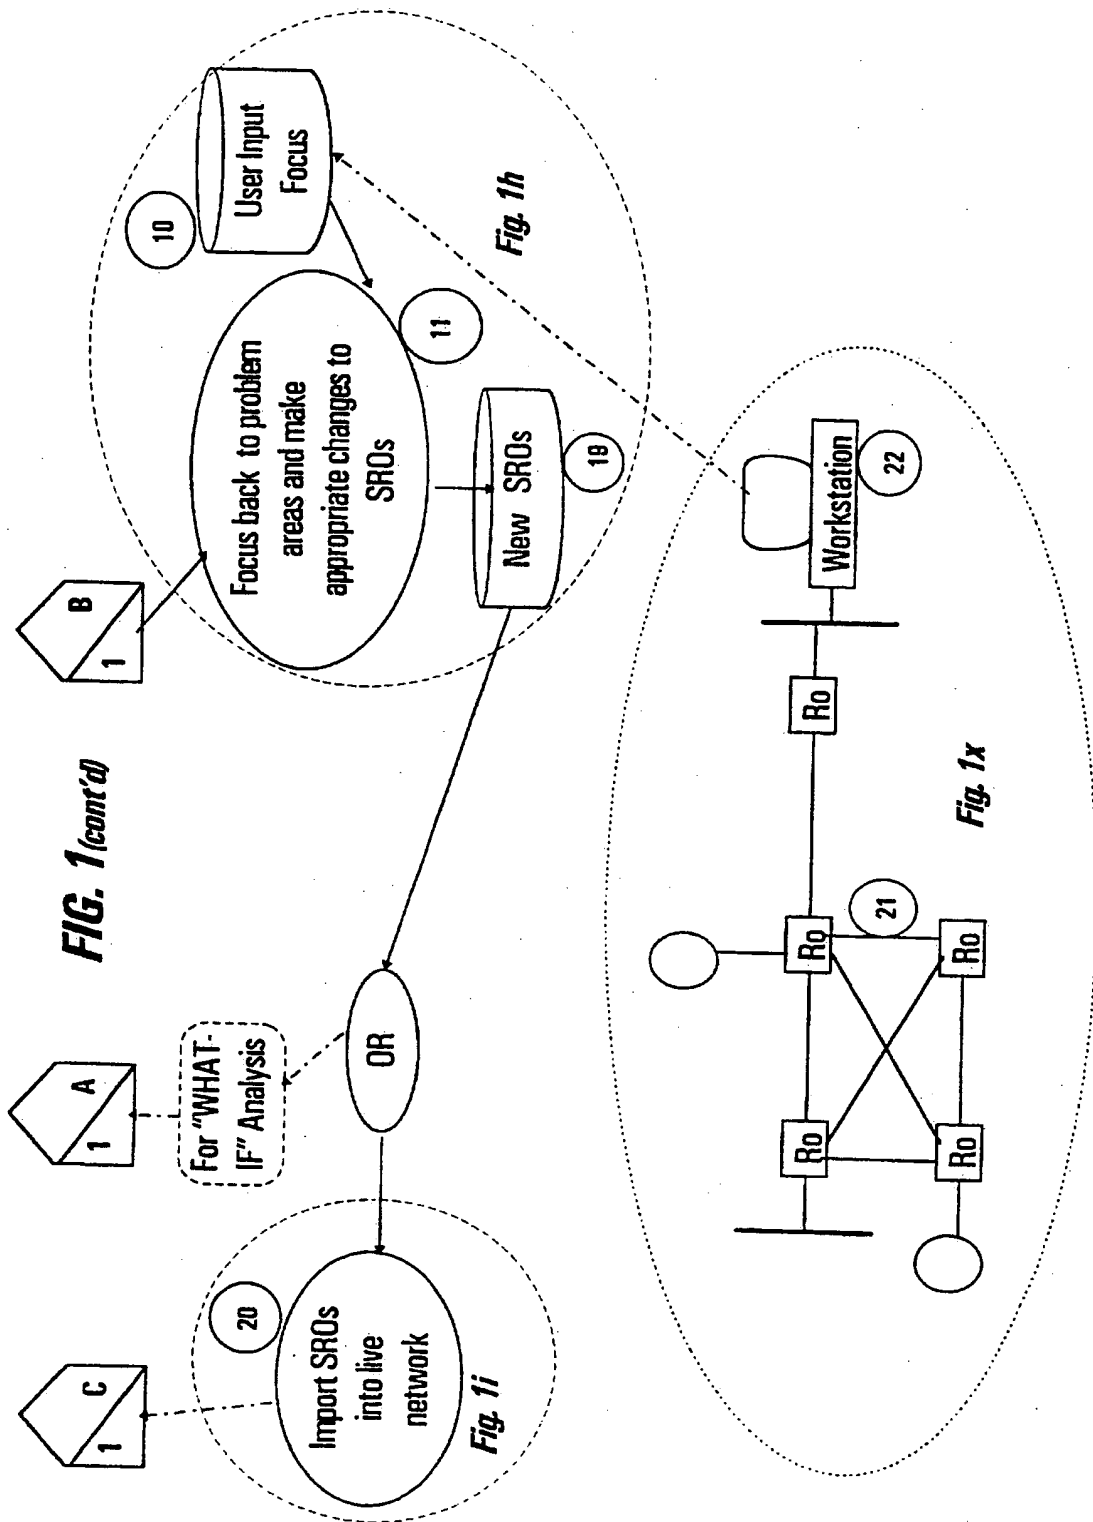 FIG. 1 (cont'd)
1 C
1 A
1 B
20
Import SROs
into live
network
Fig. 1i
For "WHAT-
IF" Analysis
OR
10
User Input
Focus
Focus back to problem
areas and make
appropriate changes to
SROs
11
New SROs
19
Fig. 1h
Ro
Ro
Ro
Ro
21
Ro
Workstation
22
Fig. 1x